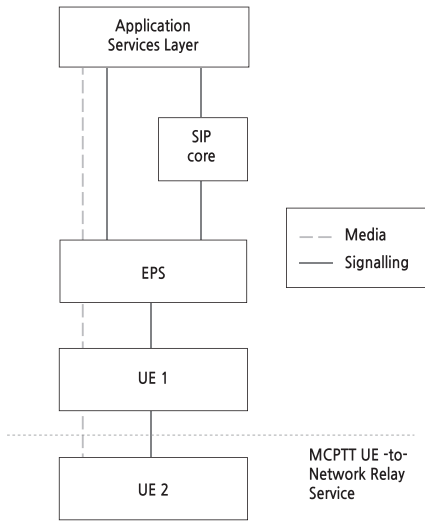 Application
Services Layer
SIP
core
Media
Signalling
EPS
UE 1
MCPTT UE -to-
Network Relay
Service
UE 2